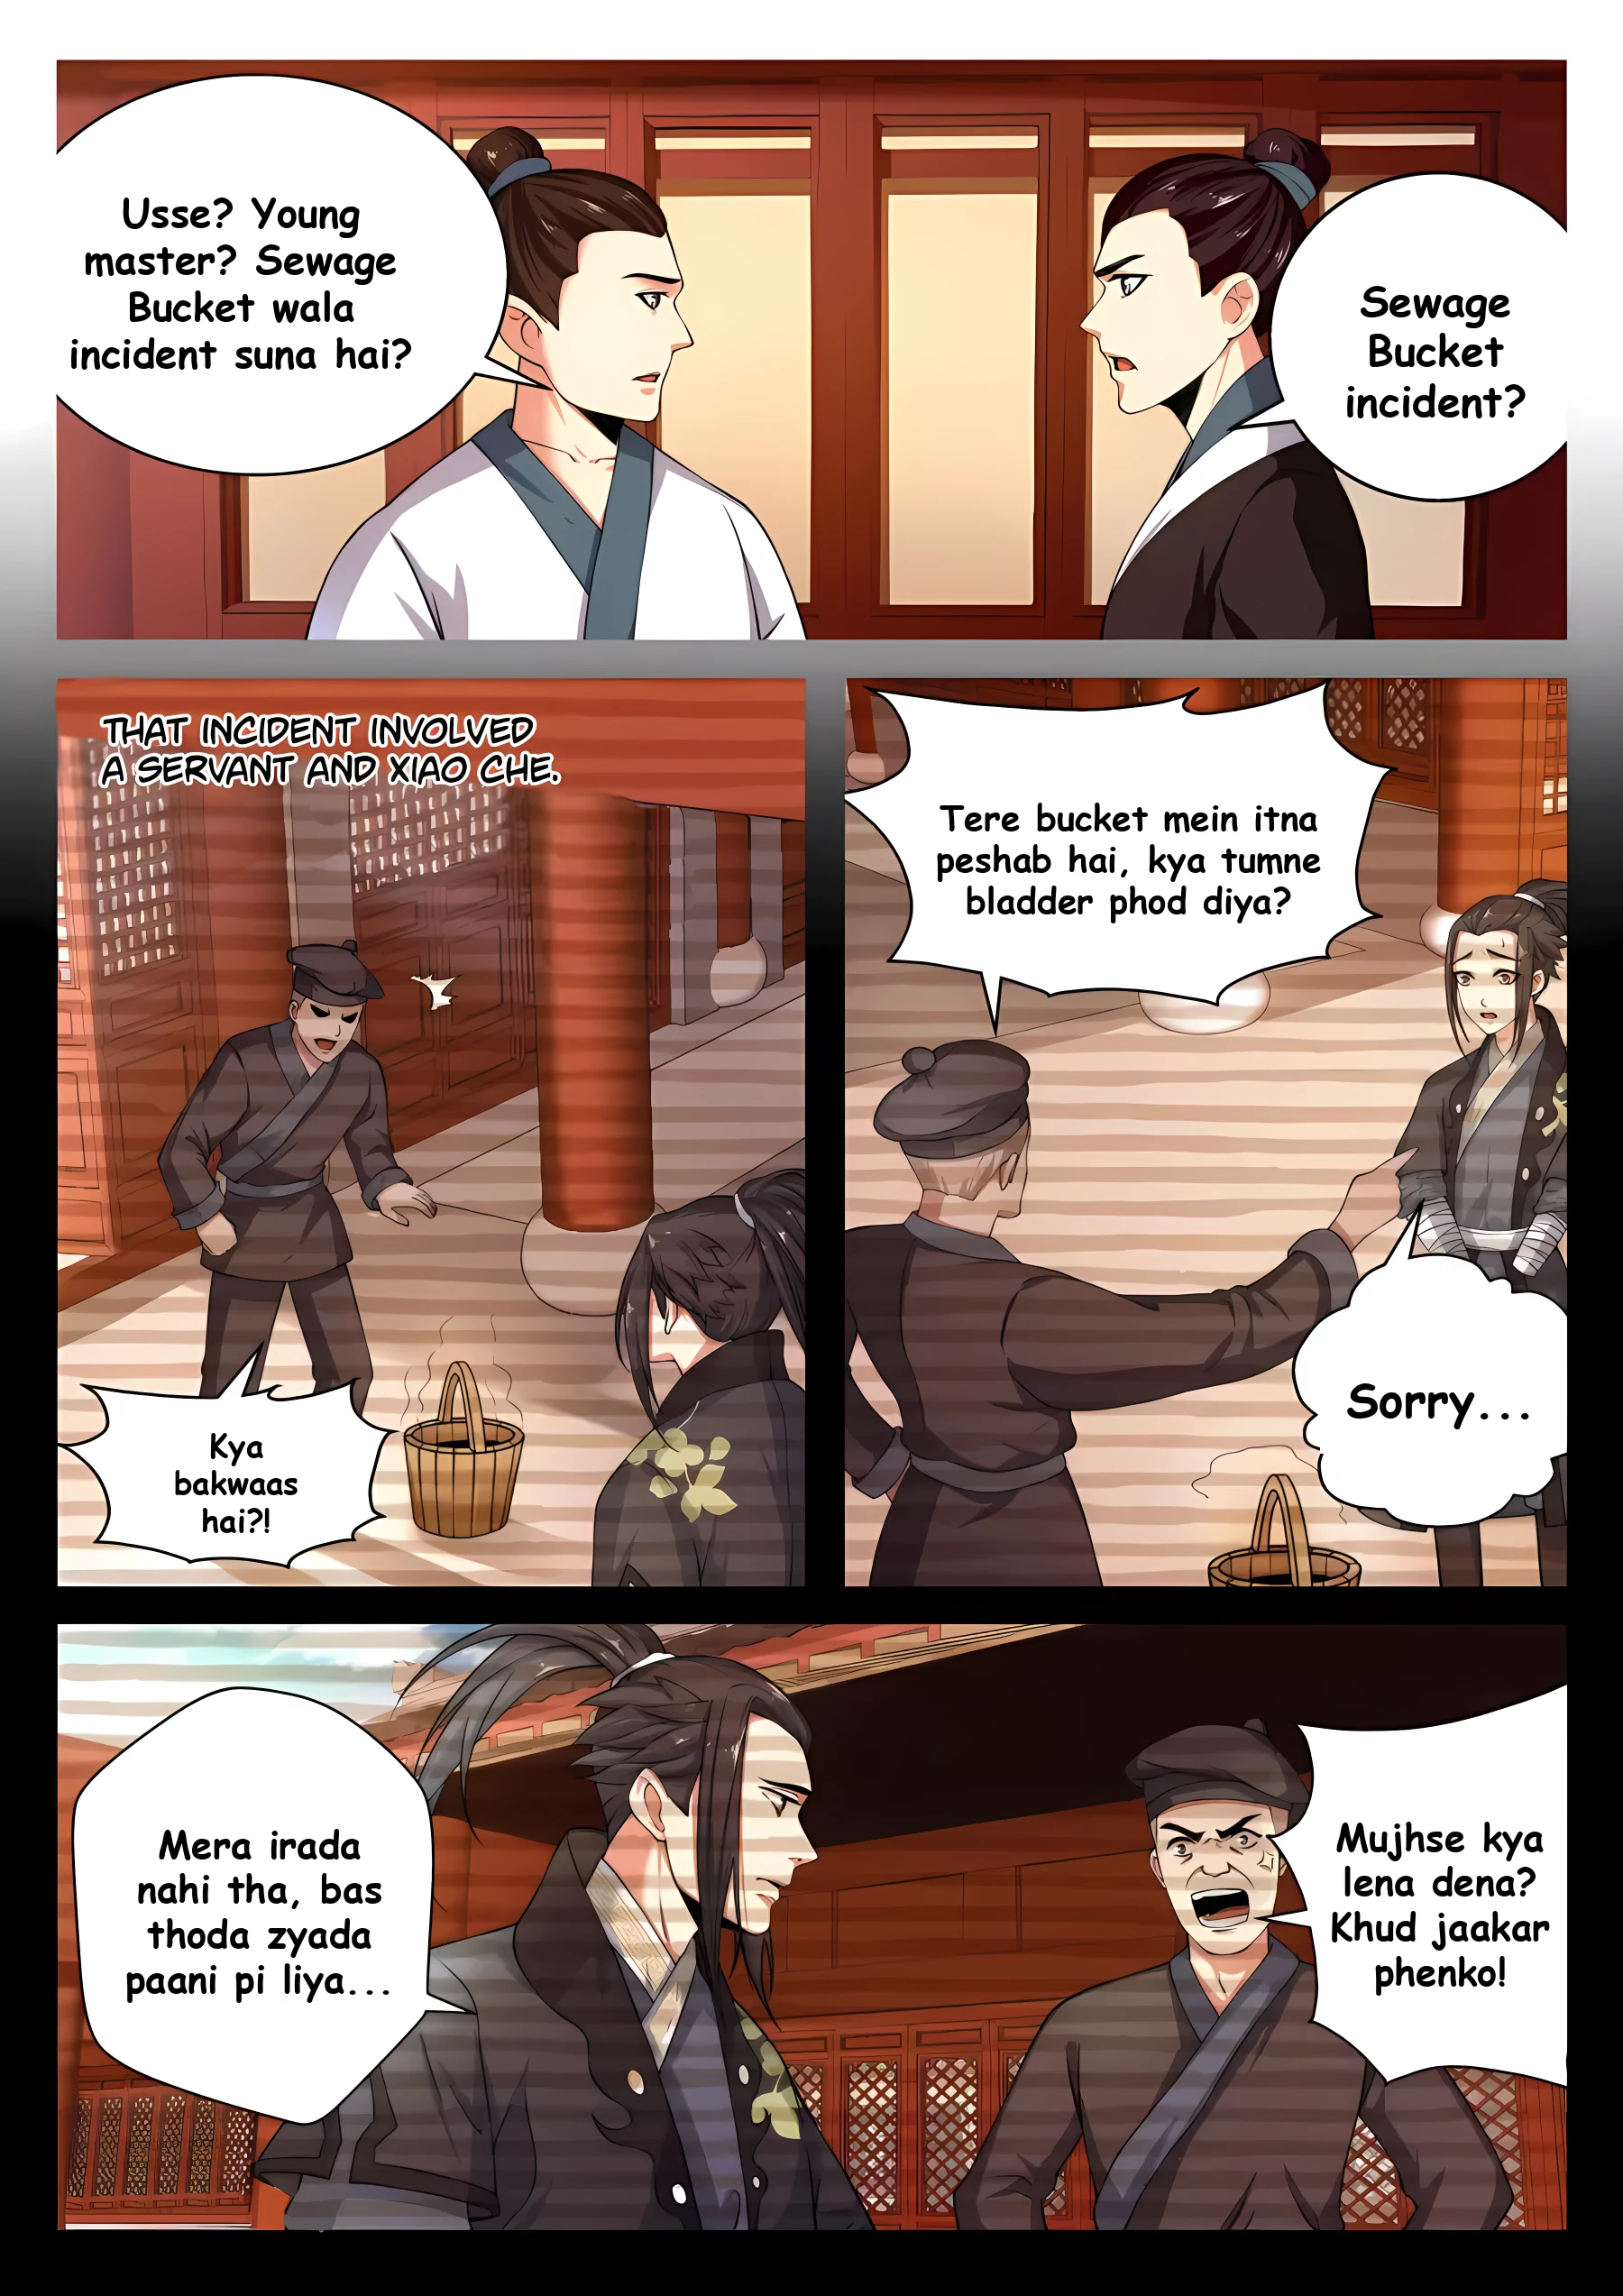 Usse? Young
master? Sewage
Bucket wala
incident suna hai?
Sewage
Bucket
incident?
THAT INCIDENT INVOLVED
A SERVANT AND XIAO CHE.
Kya
bakwaas
hai?!
Tere bucket mein itna
peshab hai, kya tumne
bladder phod diya?
Sorry...
Mera irada
nahi tha, bas
thoda zyada
paani pi liya...
Mujhse kya
lena dena?
Khud jaakar
phenko!